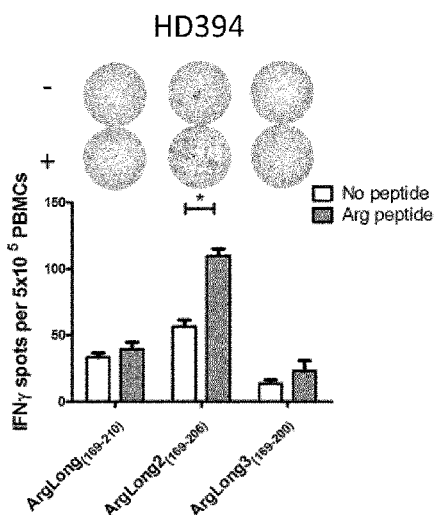 HD394
-
+
No peptide
Arg peptide
*
IFNγ spots per 5x10 5 PBMCs
150
100
50
0
ArgLong(169-210)
ArgLong2(169-206)
ArgLong3(169-200)